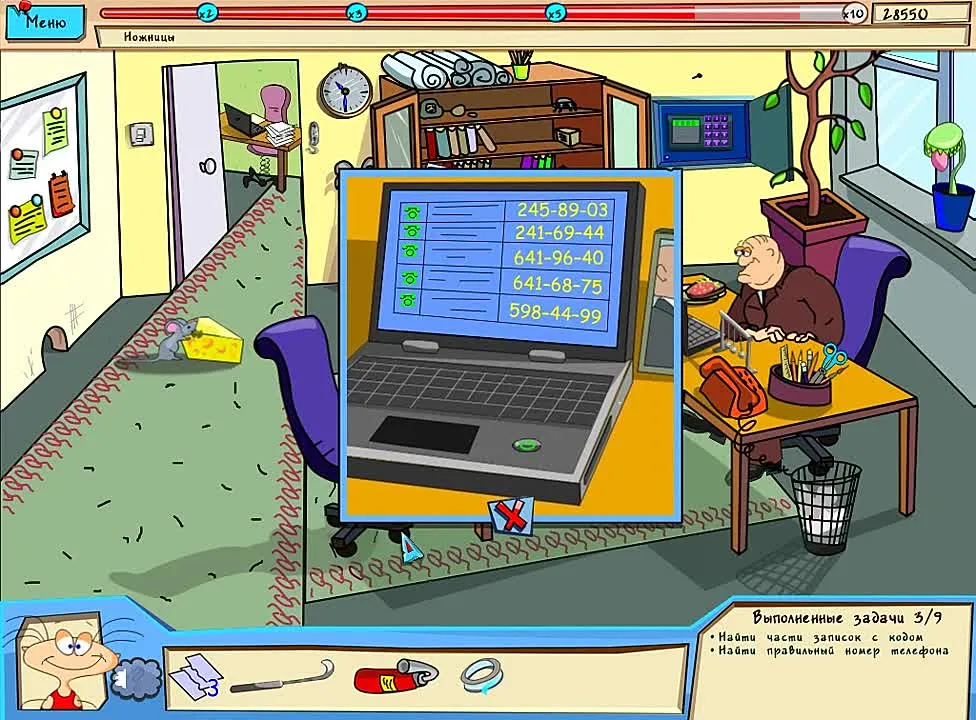 Меню
x2
x3
x5
x10
28550
Ножницы
245-89-03
241-69-44
641-96-40
641-68-75
598-44-99
3
Выполненные задачи 3/9
• Найти части записок с кодом
• Найти правильный номер телефона